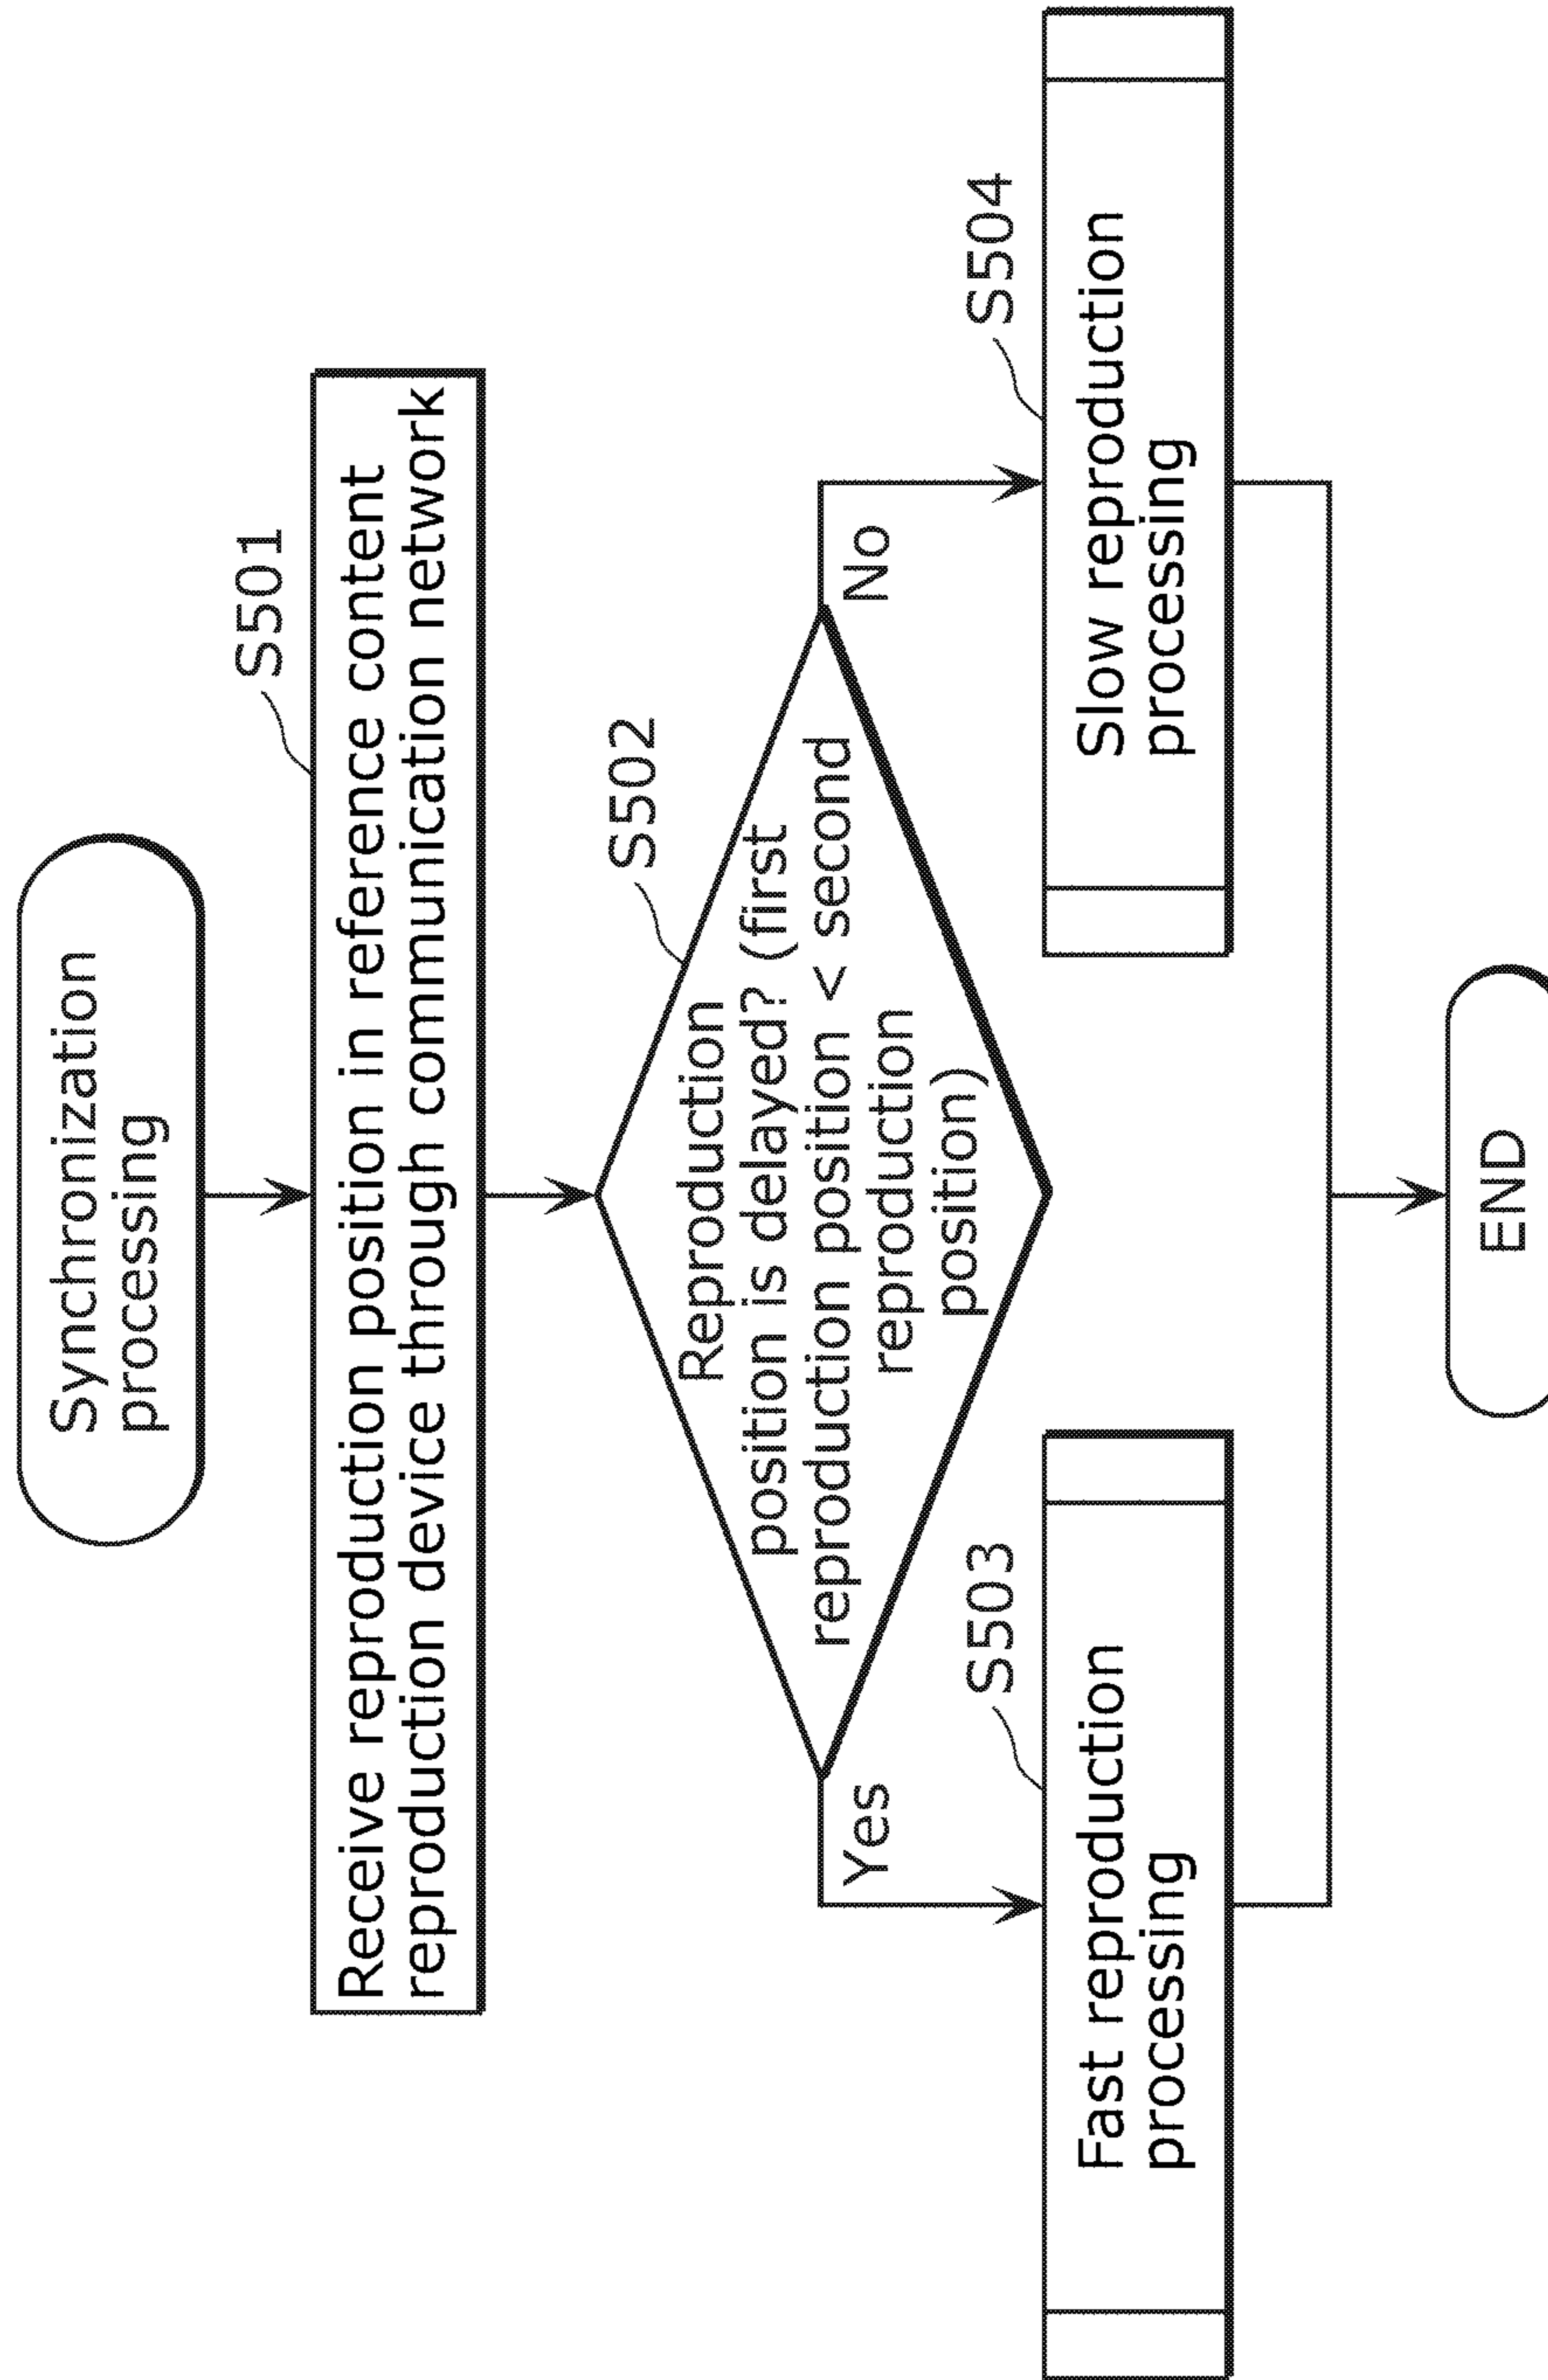 Synchronization
processing
S501
Receive reproduction position in reference content
reproduction device through communication network
S502
Reproduction
position is delayed? (first
reproduction position < second
reproduction
position)
Yes
No
S503
Fast reproduction
processing
S504
Slow reproduction
processing
END